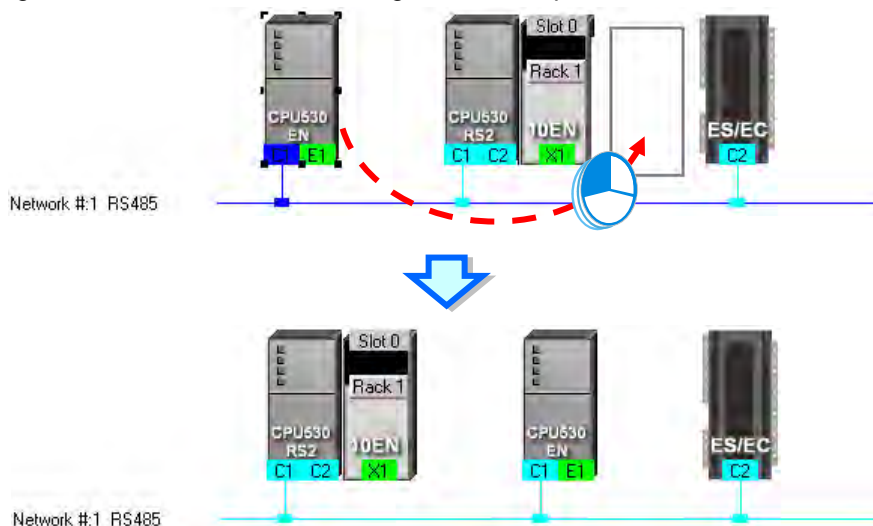 Slot 0
Rack 1
CPU530
EN
CPU530
RS2
10EN
ES/EC
C1 E1
C1 C2
X1
C2
Network #:1 RS485
Slot 0
Rack 1
CPU530
RS2
10EN
CPU530
EN
ES/EC
C1 C2
X1
C1 E1
C2
Network #:1 RS485